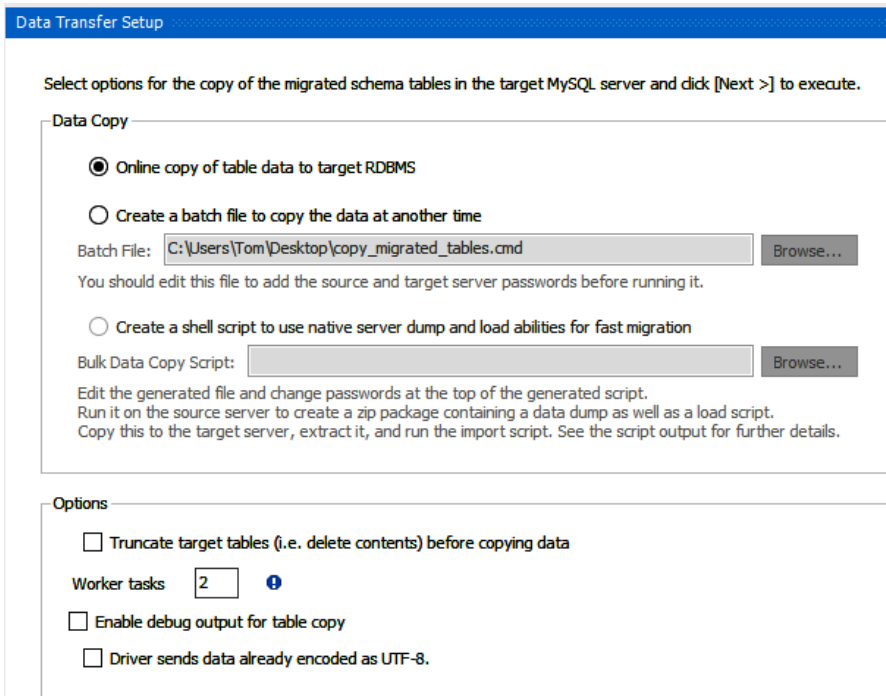 Data Transfer Setup
Select options for the copy of the migrated schema tables in the target MySQL server and click [Next >] to execute.
Data Copy
Online copy of table data to target RDBMS
Create a batch file to copy the data at another time
Batch File: C:\Users\Tom\Desktop\copy_migrated_tables.cmd Browse...
You should edit this file to add the source and target server passwords before running it.
Create a shell script to use native server dump and load abilities for fast migration
Bulk Data Copy Script: Browse...
Edit the generated file and change passwords at the top of the generated script.
Run it on the source server to create a zip package containing a data dump as well as a load script.
Copy this to the target server, extract it, and run the import script. See the script output for further details.
Options
Truncate target tables (i.e. delete contents) before copying data
Worker tasks 2
Enable debug output for table copy
Driver sends data already encoded as UTF-8.